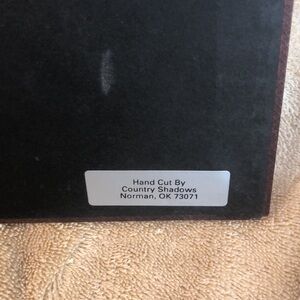 Hand Cut By
Country Shadows
Norman, OK 73071